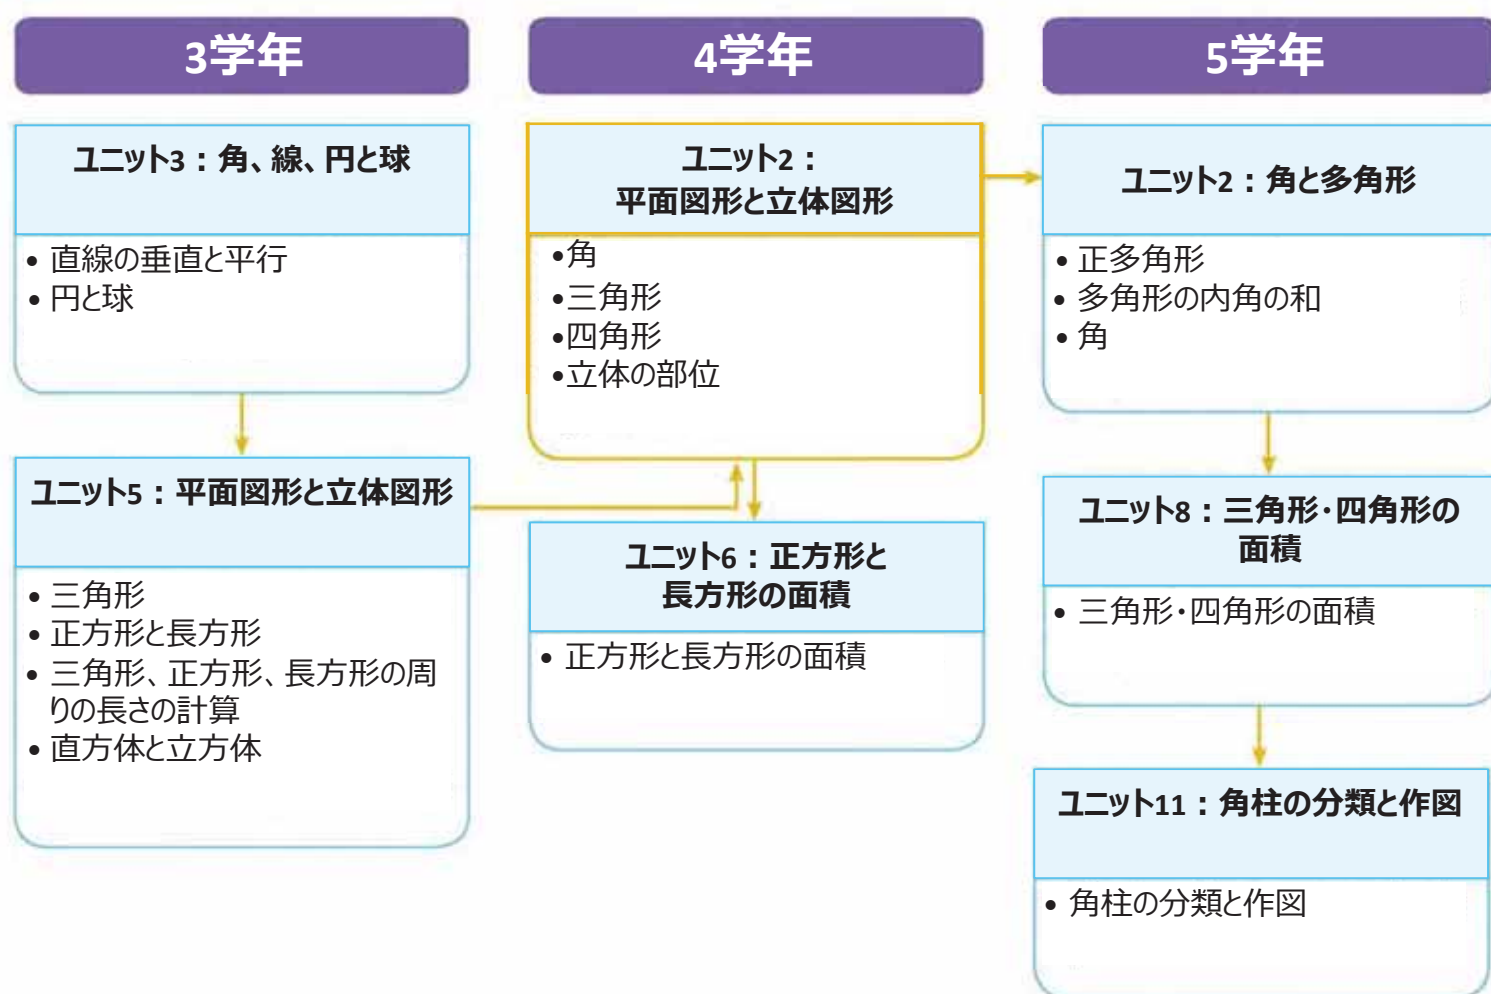 3学年
ユニット3：角、線、円と球
• 直線の垂直と平行
• 円と球
ユニット5：平面図形と立体図形
• 三角形
• 正方形と長方形
• 三角形、正方形、長方形の周
りの長さの計算
• 直方体と立方体
4学年
ユニット2：
平面図形と立体図形
•角
•三角形
•四角形
•立体の部位
ユニット6：正方形と
長方形の面積
• 正方形と長方形の面積
5学年
ユニット2：角と多角形
• 正多角形
• 多角形の内角の和
• 角
ユニット8：三角形・四角形の
面積
• 三角形・四角形の面積
ユニット11：角柱の分類と作図
• 角柱の分類と作図